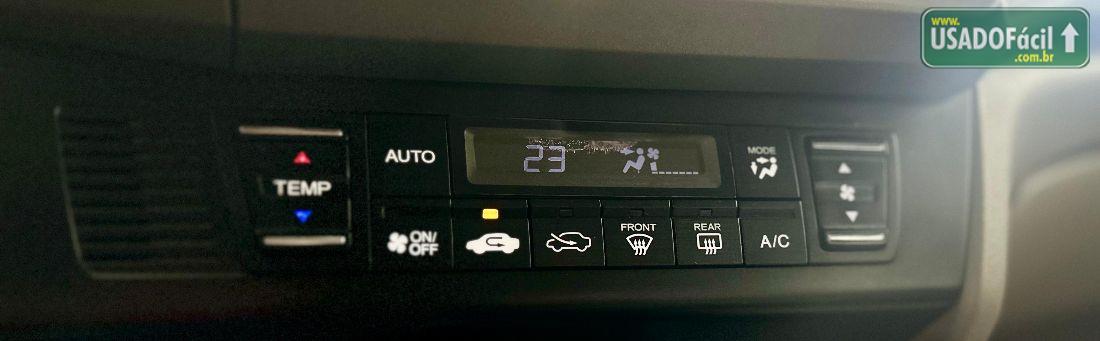 www.
USADOFácil
.com.br
AUTO
23
MODE
TEMP
ON/
OFF
FRONT
REAR
A/C